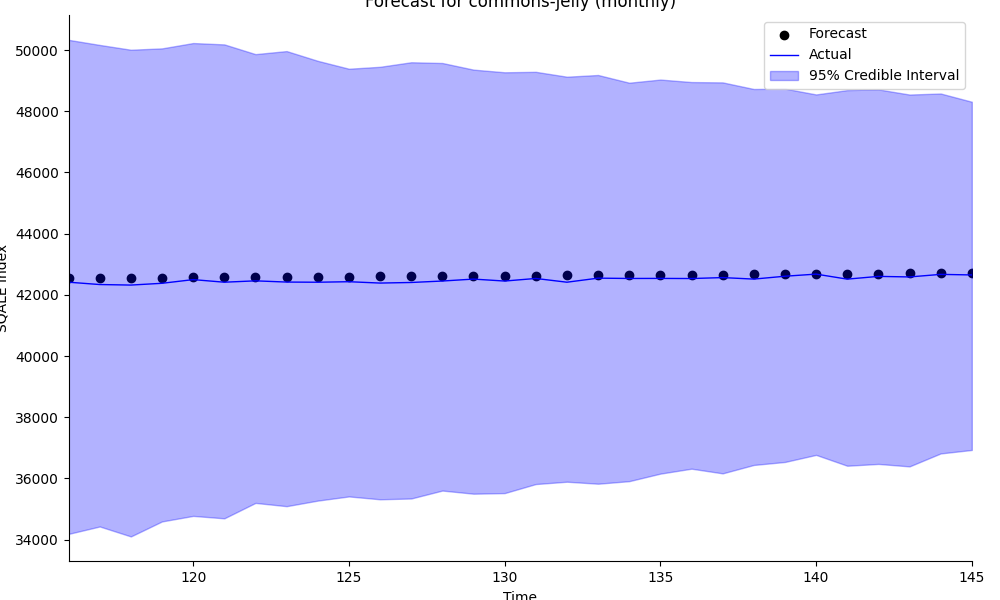 Forecast for commons-jelly (monthly)
Forecast
Actual
95% Credible Interval
SQALE Index
50000
48000
46000
44000
42000
40000
38000
36000
34000
120
125
130
135
140
145
Time